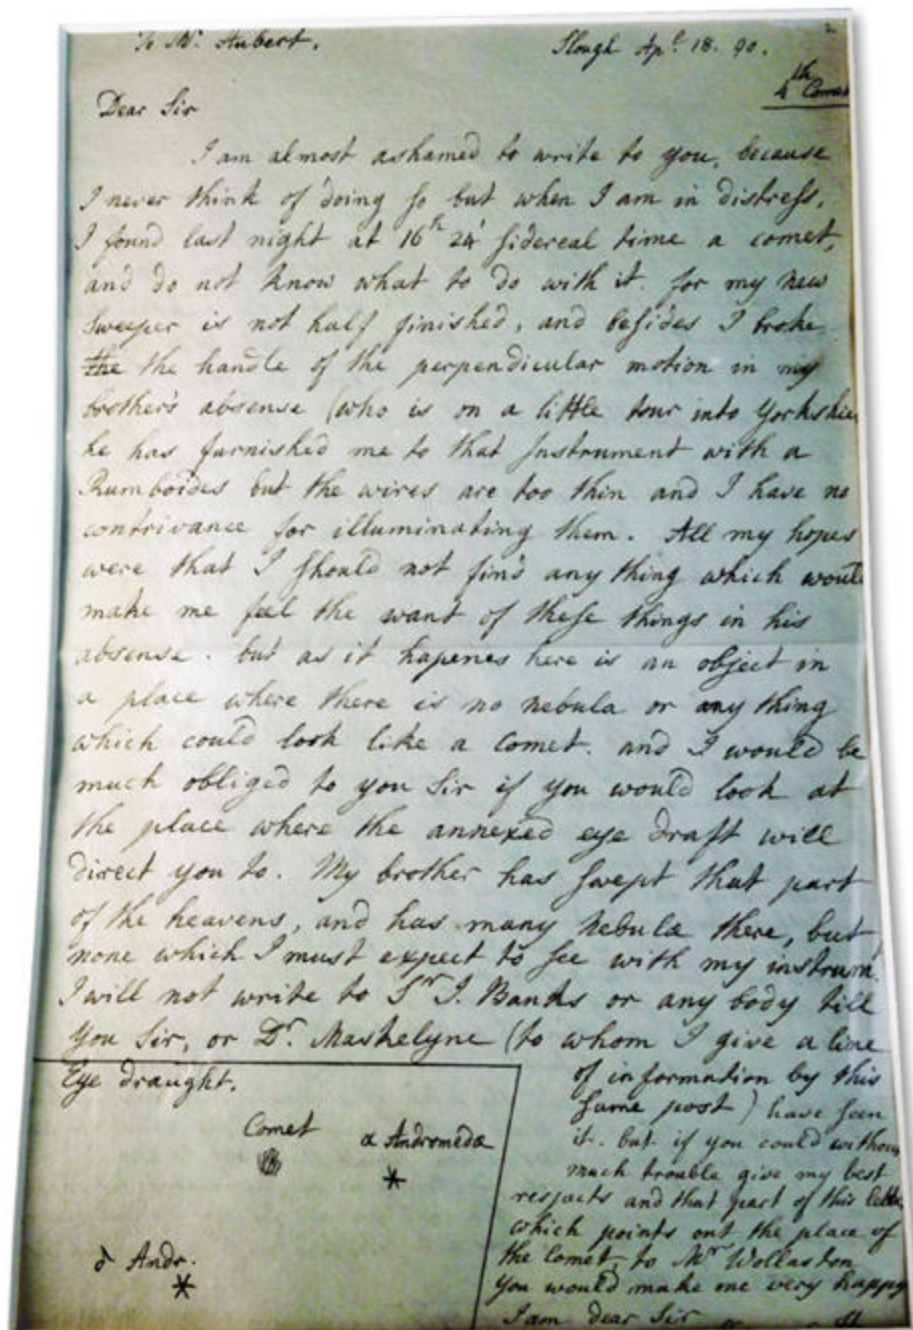 To Mr. Aubert.
Slough Apl. 18. 90.
2
4th Comet
Dear Sir
I am almost ashamed to write to you, because
I never think of doing so but when I am in distress.
I found last night at 16h 24' sidereal time a comet,
and do not know what to do with it. for my new
Sweeper is not half finished, and besides I broke
the the handle of the perpendicular motion in my
brother's absense (who is on a little tour into Yorkshire
he has furnished me to that Instrument with a
Rumboides but the wires are too thin and I have no
contrivance for illuminating them. All my hopes
were that I should not find any thing which would
make me feel the want of these things in his
absense. but as it hapenes here is an object in
a place where there is no nebula or any thing
which could look like a comet. and I would be
much obliged to you Sir if you would look at
the place where the annexed eye draft will
direct you to. My brother has swept that part
of the heavens, and has many nebulæ there, but
none which I must expect to see with my instrum
I will not write to Sr. J. Banks or any body till
you Sir, or Dr. Maskelyne (to whom I give a line
of information by this
same post) have seen
it. but if you could without
much trouble give my best
respects and that part of this letter
which points out the place of
the Comet, to Mr. Wollaston
you would make me very happy
I am dear Sir
Eye draught.
Comet
α Andromedæ
δ Andr.